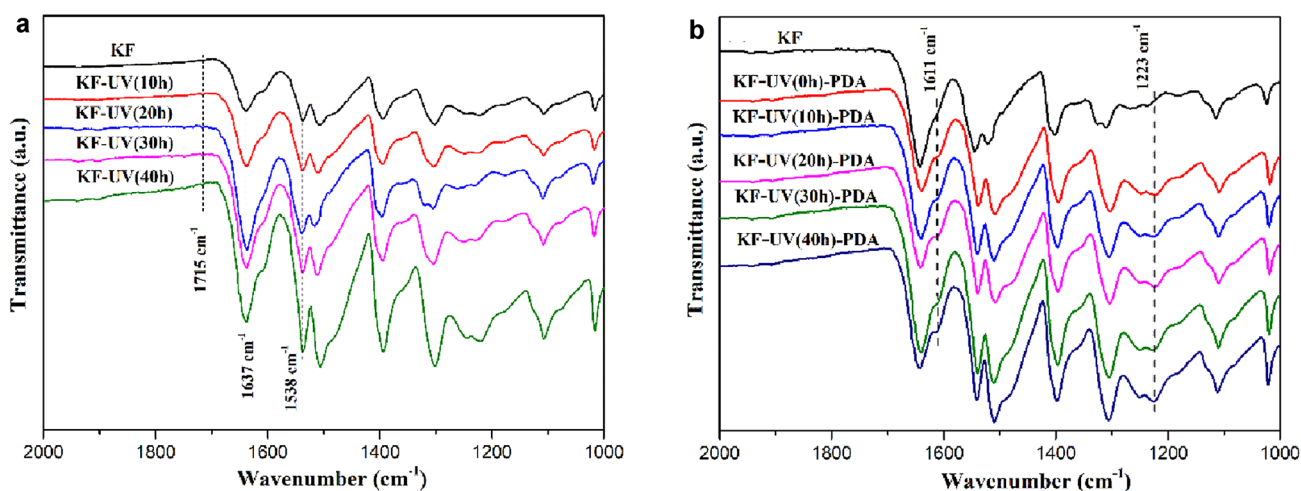 a
KF
KF-UV(10h)
KF-UV(20h)
KF-UV(30h)
KF-UV(40h)
1715 cm⁻¹
1637 cm⁻¹
1538 cm⁻¹
Transmittance (a.u.)
2000 1800 1600 1400 1200 1000
Wavenumber (cm⁻¹)
b
KF
1611 cm⁻¹
1223 cm⁻¹
KF-UV(0h)-PDA
KF-UV(10h)-PDA
KF-UV(20h)-PDA
KF-UV(30h)-PDA
KF-UV(40h)-PDA
Transmittance (a.u.)
2000 1800 1600 1400 1200 1000
Wavenumber (cm⁻¹)